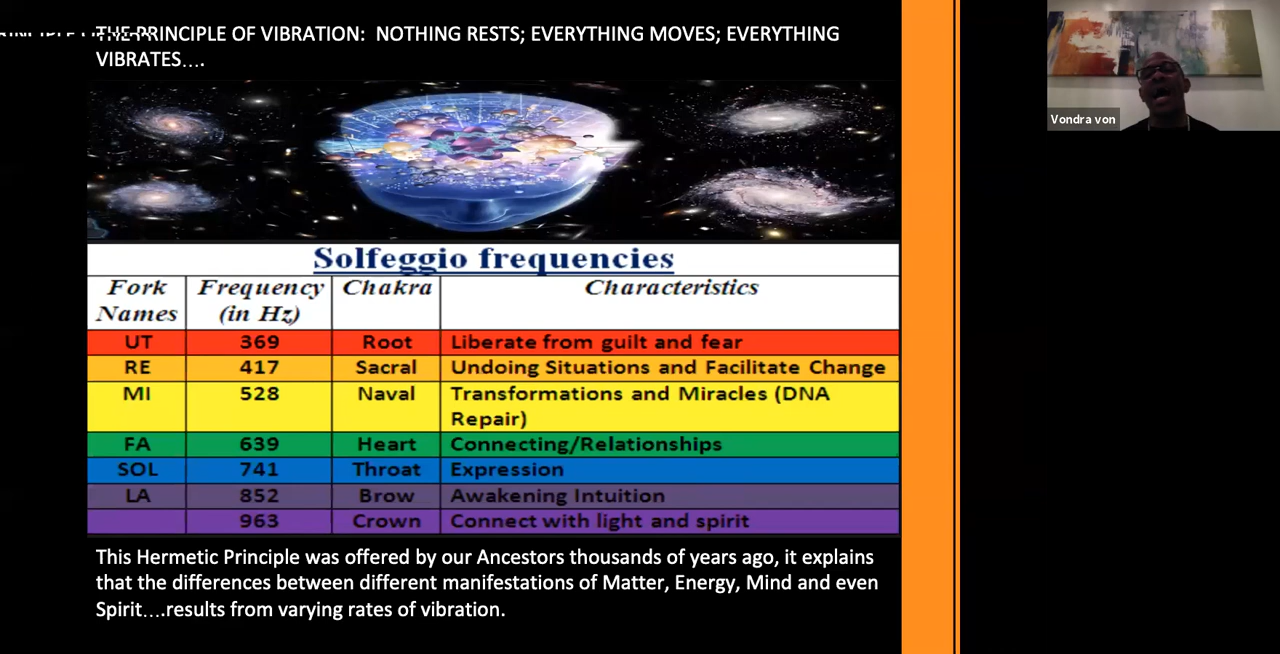 THE PRINCIPLE OF VIBRATION: NOTHING RESTS; EVERYTHING MOVES; EVERYTHING
VIBRATES….
Vondra von
Solfeggio frequencies
Fork Names | Frequency (in Hz) | Chakra | Characteristics
UT | 369 | Root | Liberate from guilt and fear
RE | 417 | Sacral | Undoing Situations and Facilitate Change
MI | 528 | Naval | Transformations and Miracles (DNA
Repair)
FA | 639 | Heart | Connecting/Relationships
SOL | 741 | Throat | Expression
LA | 852 | Brow | Awakening Intuition
963 | Crown | Connect with light and spirit
This Hermetic Principle was offered by our Ancestors thousands of years ago, it explains
that the differences between different manifestations of Matter, Energy, Mind and even
Spirit….results from varying rates of vibration.